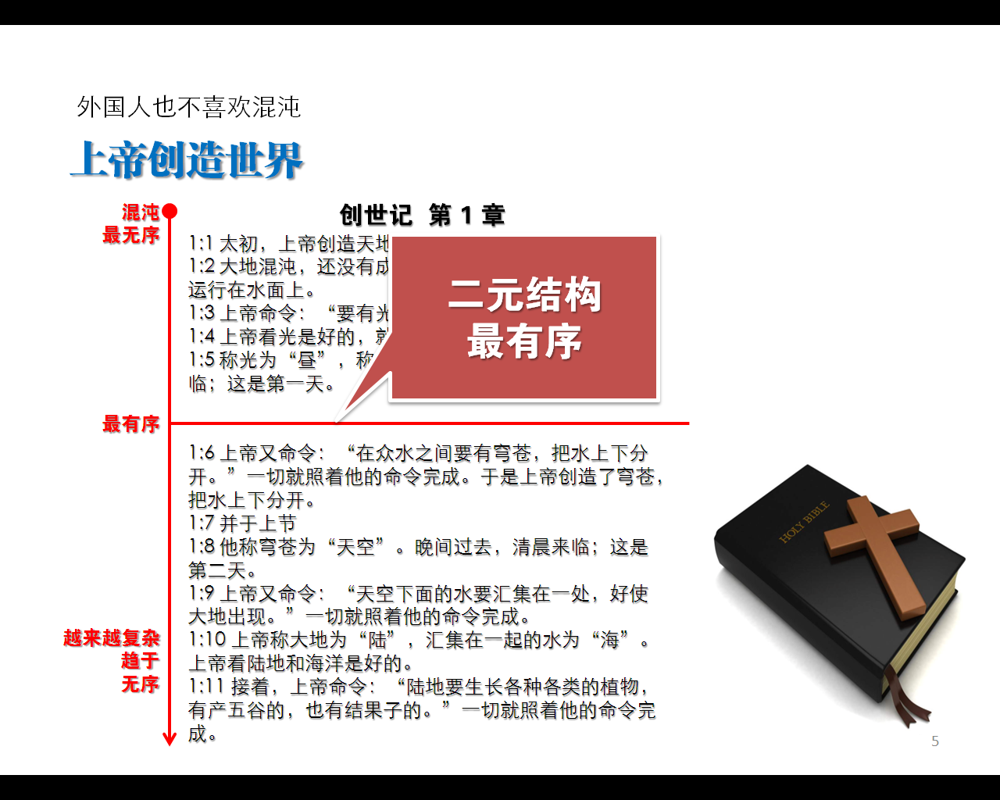 外国人也不喜欢混沌
上帝创造世界
混沌
最无序
创世记 第 1 章
1:1 太初，上帝创造天地
1:2 大地混沌，还没有成
运行在水面上。
1:3 上帝命令：“要有光
1:4 上帝看光是好的，就
1:5 称光为“昼”，称
临；这是第一天。
二元结构
最有序
最有序
1:6 上帝又命令：“在众水之间要有穹苍，把水上下分
开。”一切就照着他的命令完成。于是上帝创造了穹苍，
把水上下分开。
1:7 并于上节
1:8 他称穹苍为“天空”。晚间过去，清晨来临；这是
第二天。
1:9 上帝又命令：“天空下面的水要汇集在一处，好使
大地出现。”一切就照着他的命令完成。
1:10 上帝称大地为“陆”，汇集在一起的水为“海”。
上帝看陆地和海洋是好的。
1:11 接着，上帝命令：“陆地要生长各种各类的植物，
有产五谷的，也有结果子的。”一切就照着他的命令完
成。
越来越复杂
趋于
无序
HOLY BIBLE
5